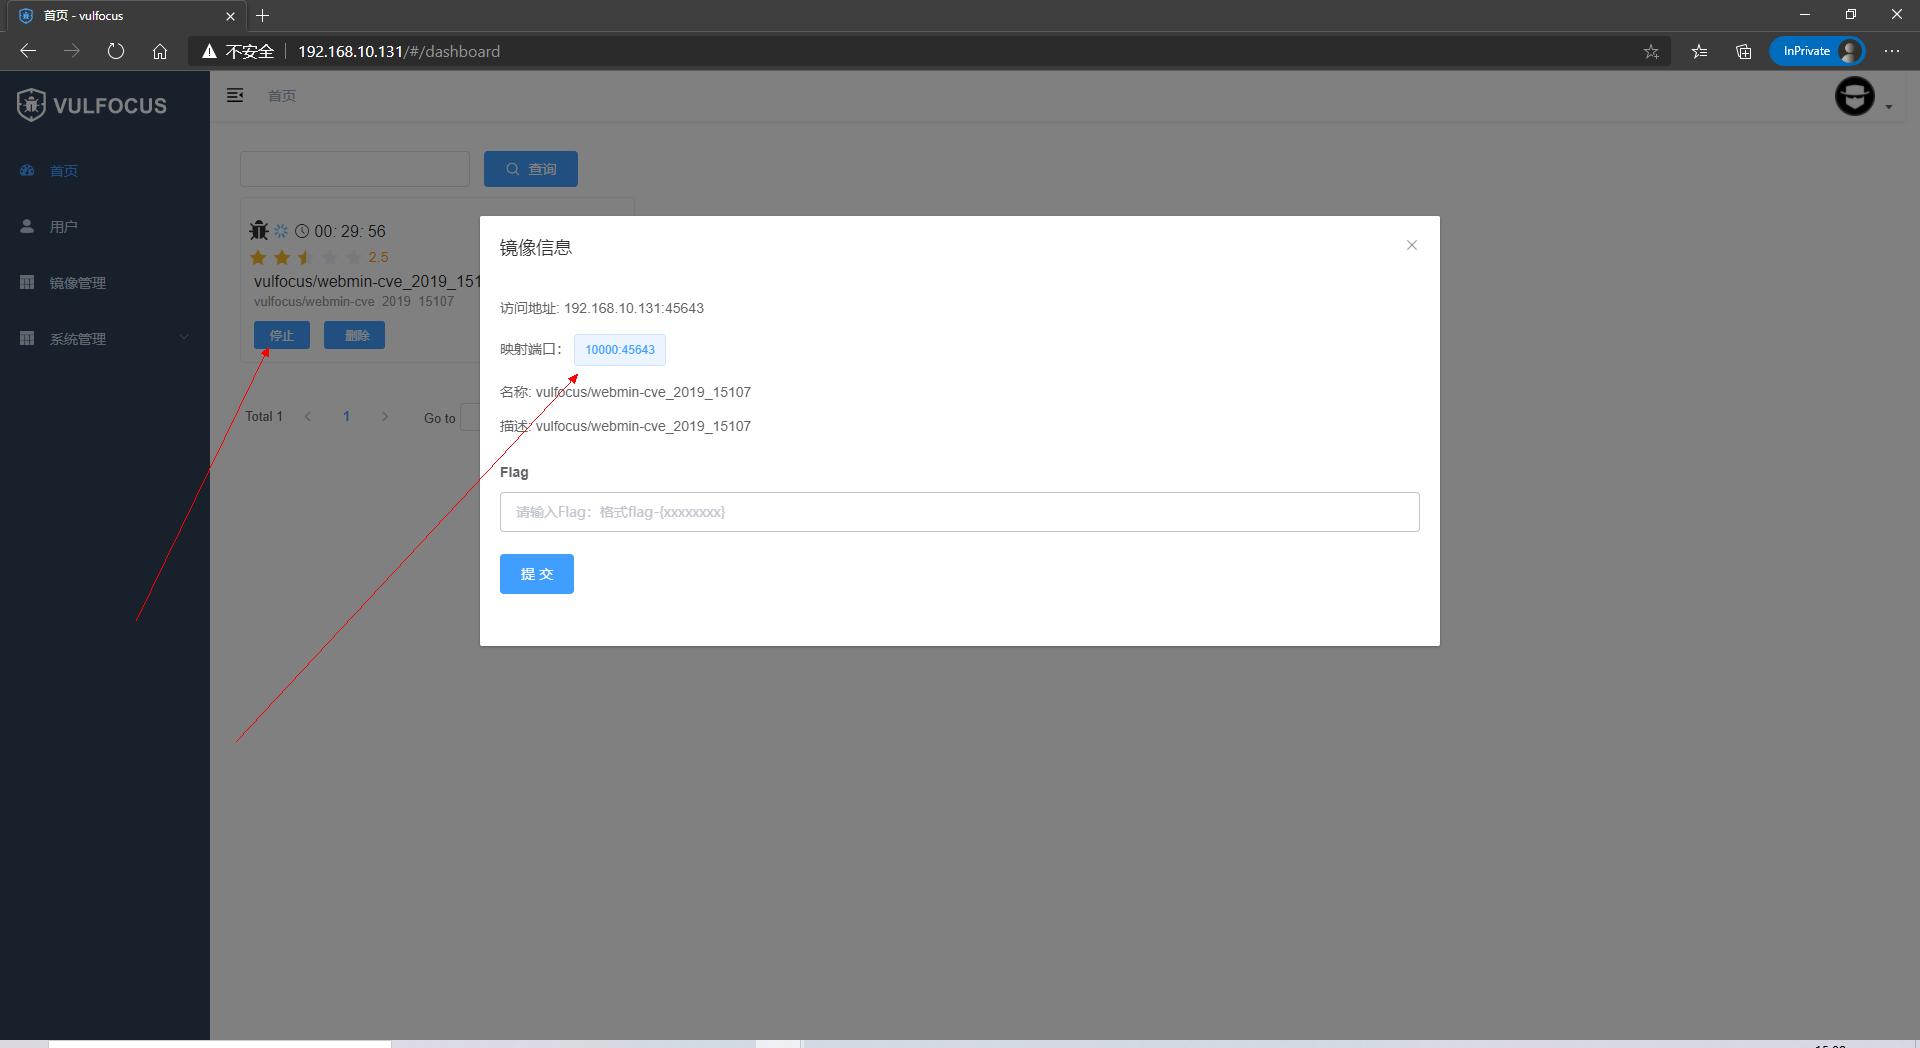 首页 - vulfocus
不安全 192.168.10.131/#/dashboard
InPrivate
VULFOCUS
首页
首页
用户
镜像管理
系统管理
查询
00: 29: 56
2.5
vulfocus/webmin-cve_2019_151
vulfocus/webmin-cve_2019_15107
停止 删除
Total 1 1 Go to
镜像信息
访问地址: 192.168.10.131:45643
映射端口: 10000:45643
名称: vulfocus/webmin-cve_2019_15107
描述: vulfocus/webmin-cve_2019_15107
Flag
请输入Flag：格式flag-{xxxxxxxx}
提 交